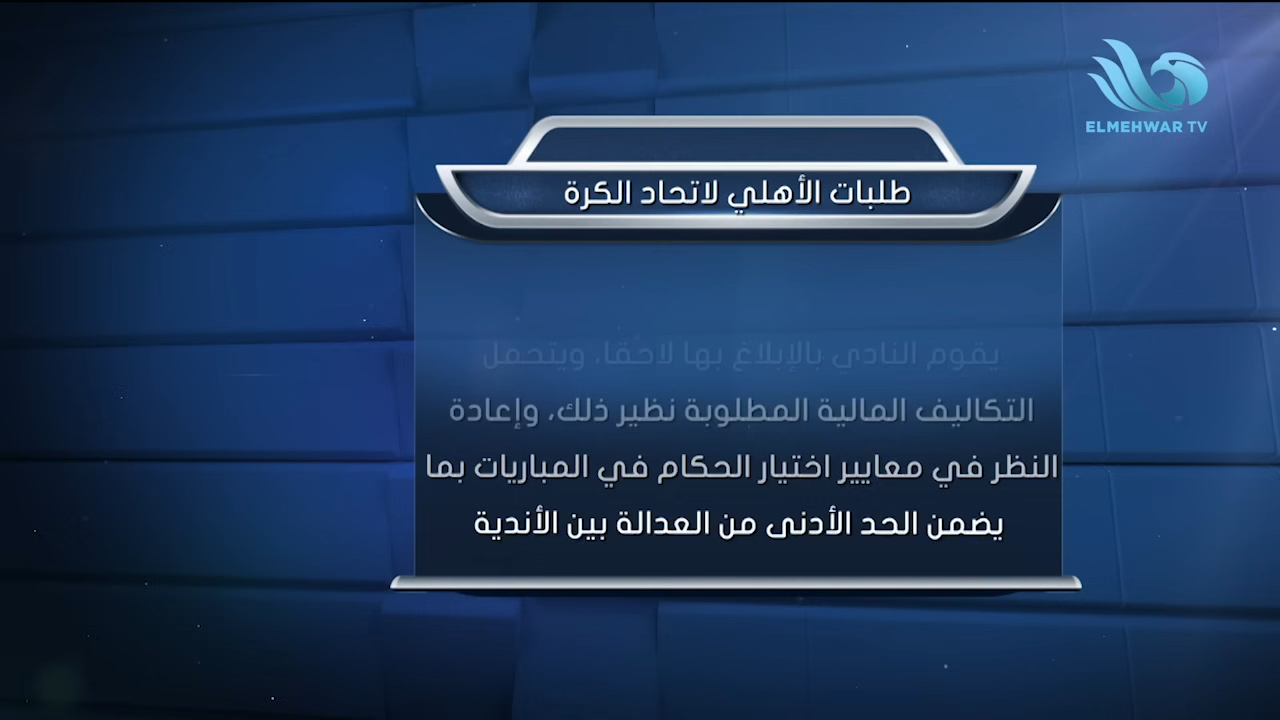 ELMEHWAR TV
طلبات الأهلي لاتحاد الكرة
يقوم النادي بالإبلاغ بها لاحقا، ويتحمل
التكاليف المالية المطلوبة نظير ذلك، وإعادة
النظر في معايير اختيار الحكام في المباريات بما
يضمن الحد الأدنى من العدالة بين الأندية